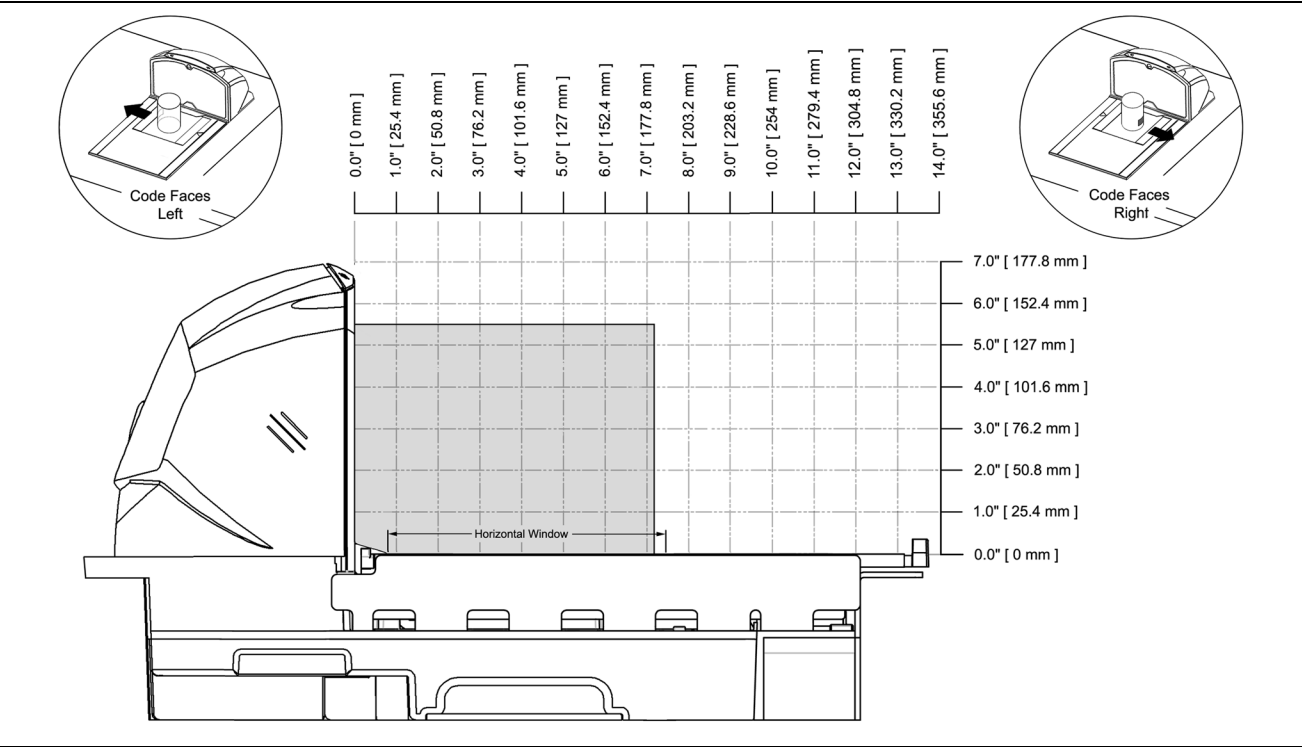 Code Faces
Left
0.0" [ 0 mm ]
1.0" [ 25.4 mm ]
2.0" [ 50.8 mm ]
3.0" [ 76.2 mm ]
4.0" [ 101.6 mm ]
5.0" [ 127 mm ]
6.0" [ 152.4 mm ]
7.0" [ 177.8 mm ]
8.0" [ 203.2 mm ]
9.0" [ 228.6 mm ]
10.0" [ 254 mm ]
11.0" [ 279.4 mm ]
12.0" [ 304.8 mm ]
13.0" [ 330.2 mm ]
14.0" [ 355.6 mm ]
Code Faces
Right
7.0" [ 177.8 mm ]
6.0" [ 152.4 mm ]
5.0" [ 127 mm ]
4.0" [ 101.6 mm ]
3.0" [ 76.2 mm ]
2.0" [ 50.8 mm ]
1.0" [ 25.4 mm ]
Horizontal Window
0.0" [ 0 mm ]